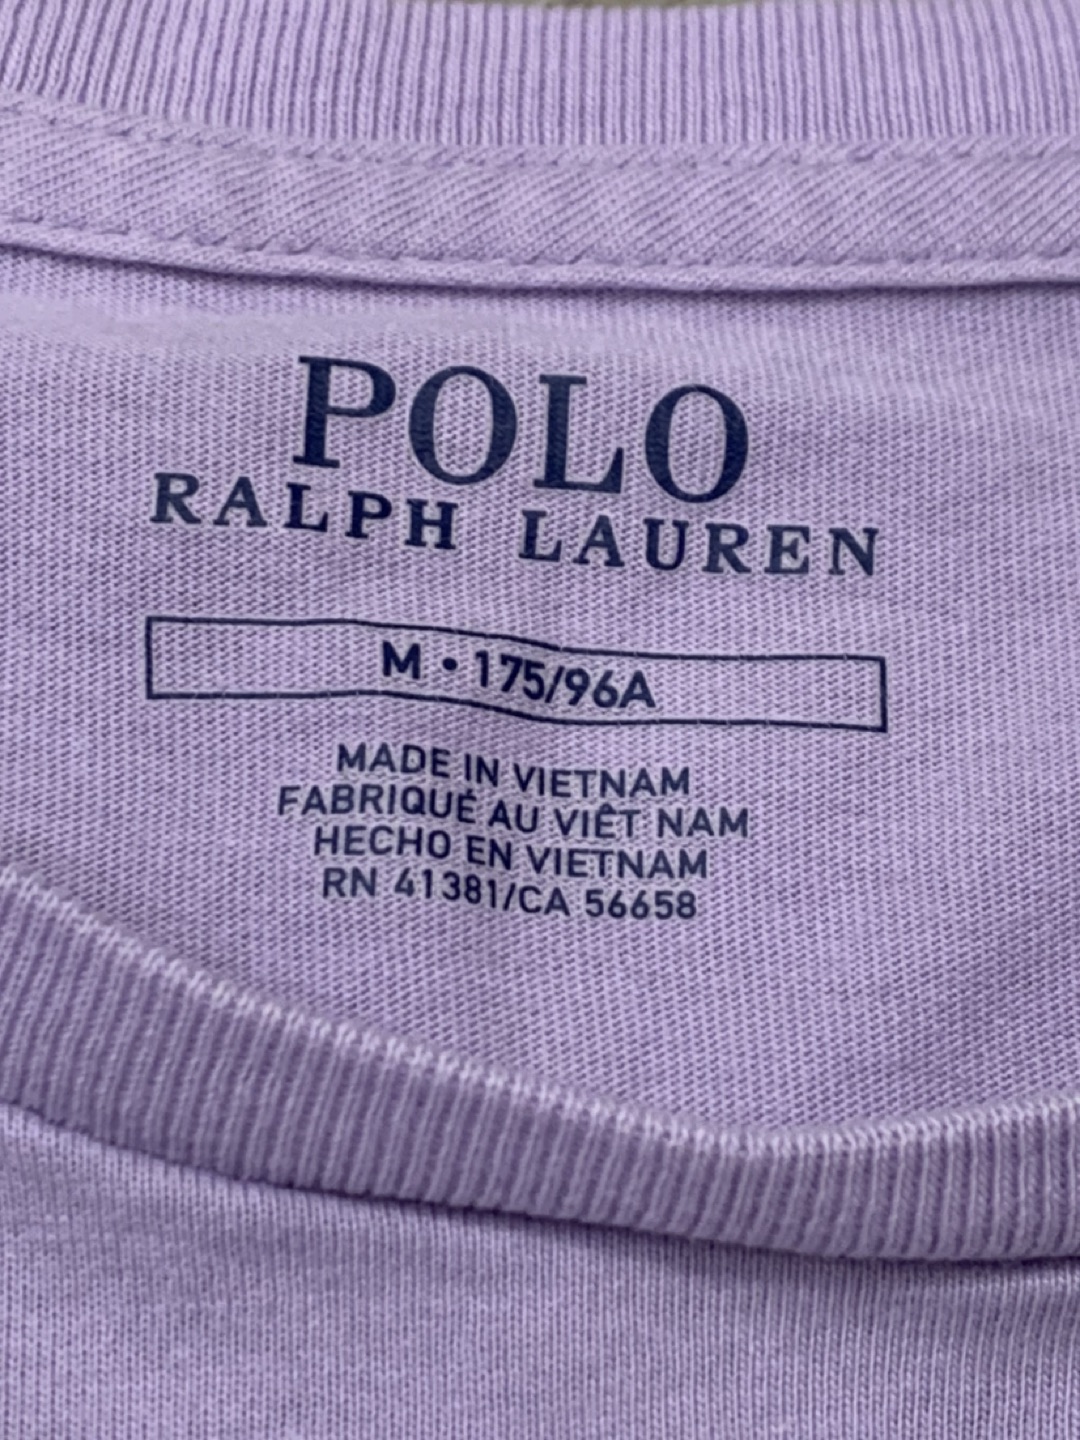 POLO
RALPH LAUREN
M • 175/96A
MADE IN VIETNAM
FABRIQUÉ AU VIÊT NAM
HECHO EN VIETNAM
RN 41381/CA 56658